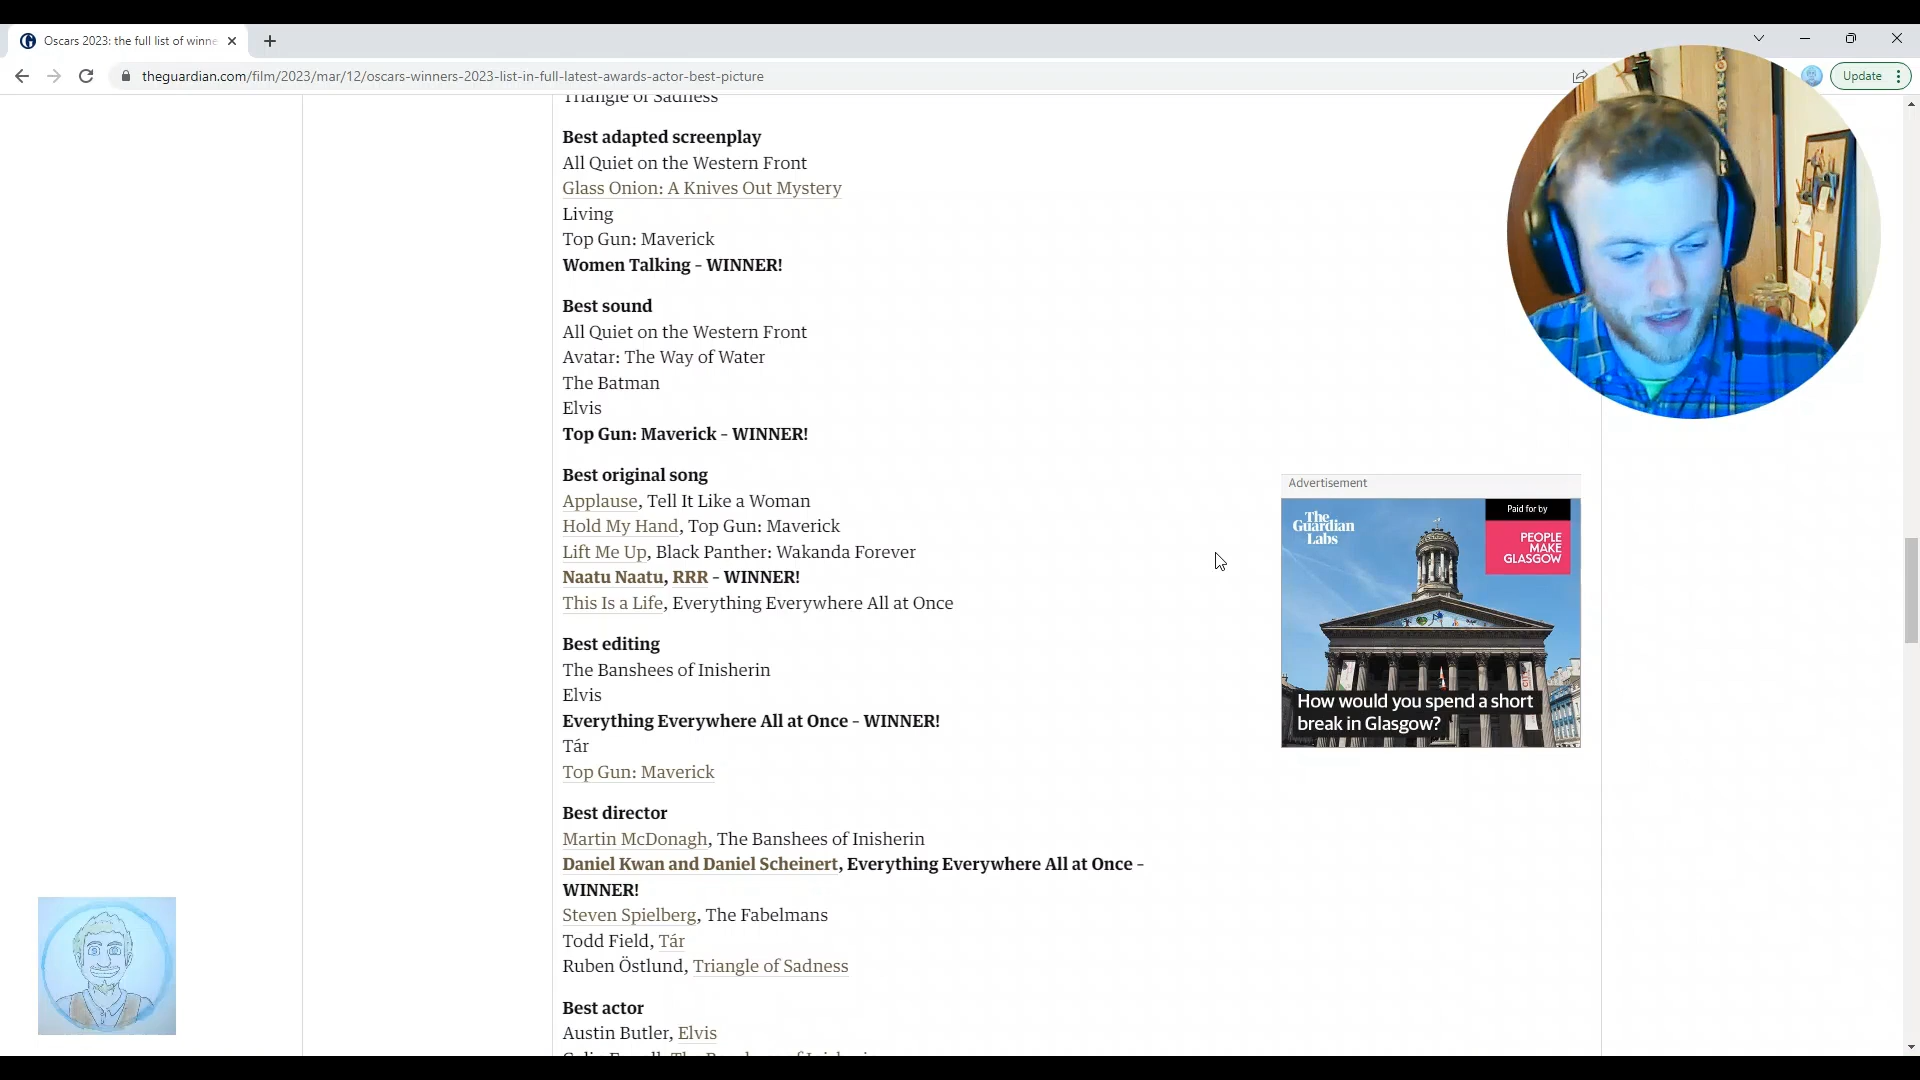 Oscars 2023: the full list of winne
theguardian.com/film/2023/mar/12/oscars-winners-2023-list-in-full-latest-awards-actor-best-picture
Update
Triangle of Sadness
Best adapted screenplay
All Quiet on the Western Front
Glass Onion: A Knives Out Mystery
Living
Top Gun: Maverick
Women Talking – WINNER!
Best sound
All Quiet on the Western Front
Avatar: The Way of Water
The Batman
Elvis
Top Gun: Maverick – WINNER!
Best original song
Applause, Tell It Like a Woman
Hold My Hand, Top Gun: Maverick
Lift Me Up, Black Panther: Wakanda Forever
Naatu Naatu, RRR – WINNER!
This Is a Life, Everything Everywhere All at Once
Best editing
The Banshees of Inisherin
Elvis
Everything Everywhere All at Once – WINNER!
Tár
Top Gun: Maverick
Best director
Martin McDonagh, The Banshees of Inisherin
Daniel Kwan and Daniel Scheinert, Everything Everywhere All at Once –
WINNER!
Steven Spielberg, The Fabelmans
Todd Field, Tár
Ruben Östlund, Triangle of Sadness
Best actor
Austin Butler, Elvis
Advertisement
The
Guardian
Labs
Paid for by
PEOPLE
MAKE
GLASGOW
How would you spend a short
break in Glasgow?